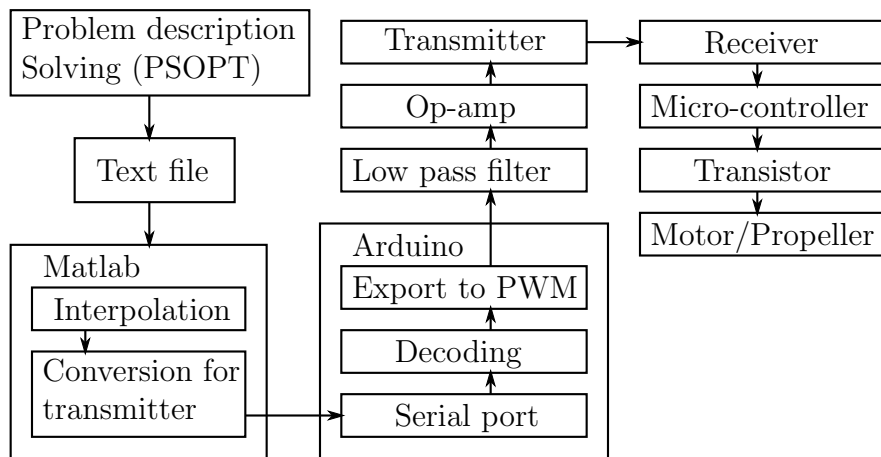 Problem description
Solving (PSOPT)
Text file
Matlab
Interpolation
Conversion for
transmitter
Arduino
Export to PWM
Decoding
Serial port
Transmitter
Op-amp
Low pass filter
Receiver
Micro-controller
Transistor
Motor/Propeller